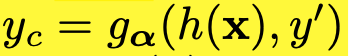 y_c = g_α(h(x), y′)